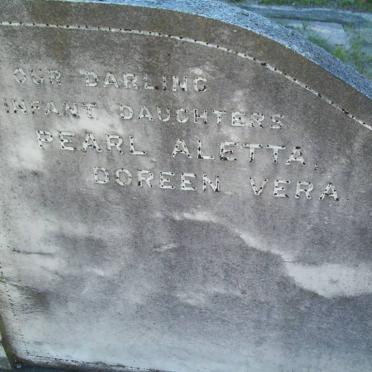 OUR DARLING
INFANT DAUGHTERS
PEARL ALETTA,
DOREEN VERA